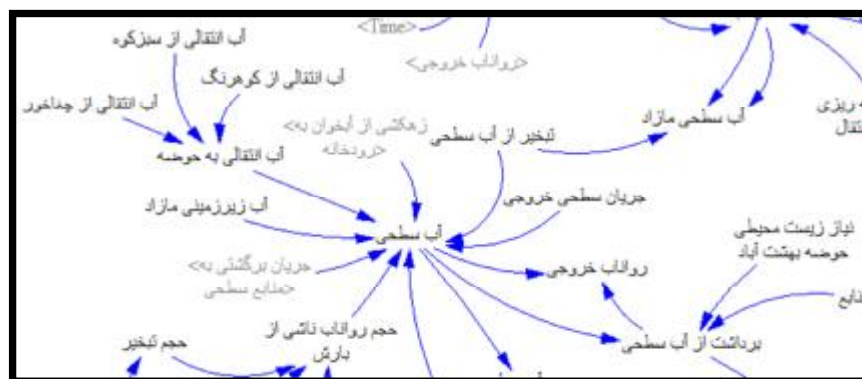 <Time>
آب انتقالی از سبزکوه
<رواناب خروجی>
آب انتقالی از کوهرنگ
آب انتقالی از چغاخور
آب سطحی مازاد
ه ریزی
نتقال
<زهکشی از آبخوان به
رودخانه>
تبخیر از آب سطحی
آب انتقالی به حوضه
آب زیرزمینی مازاد
جریان سطحی خروجی
آب سطحی
نیاز زیست محیطی
حوضه بهشت آباد
<جریان برگشتی به
منابع سطحی>
رواناب خروجی
نابع
حجم رواناب ناشی از
بارش
حجم تبخیر
برداشت از آب سطحی